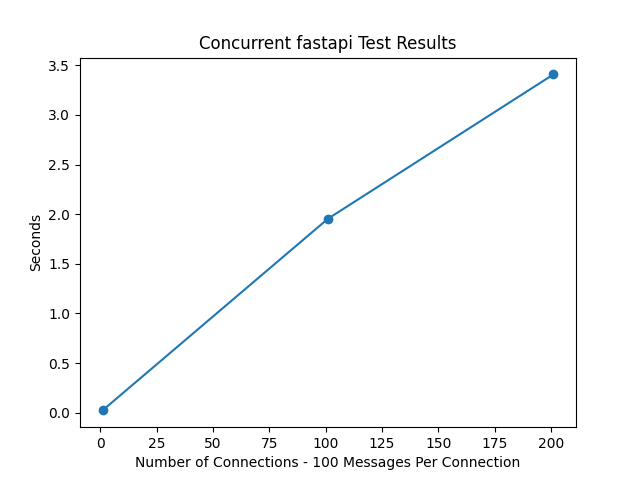 Concurrent fastapi Test Results
3.5
3.0
2.5
2.0
1.5
1.0
0.5
0.0
Seconds
0 25 50 75 100 125 150 175 200
Number of Connections - 100 Messages Per Connection